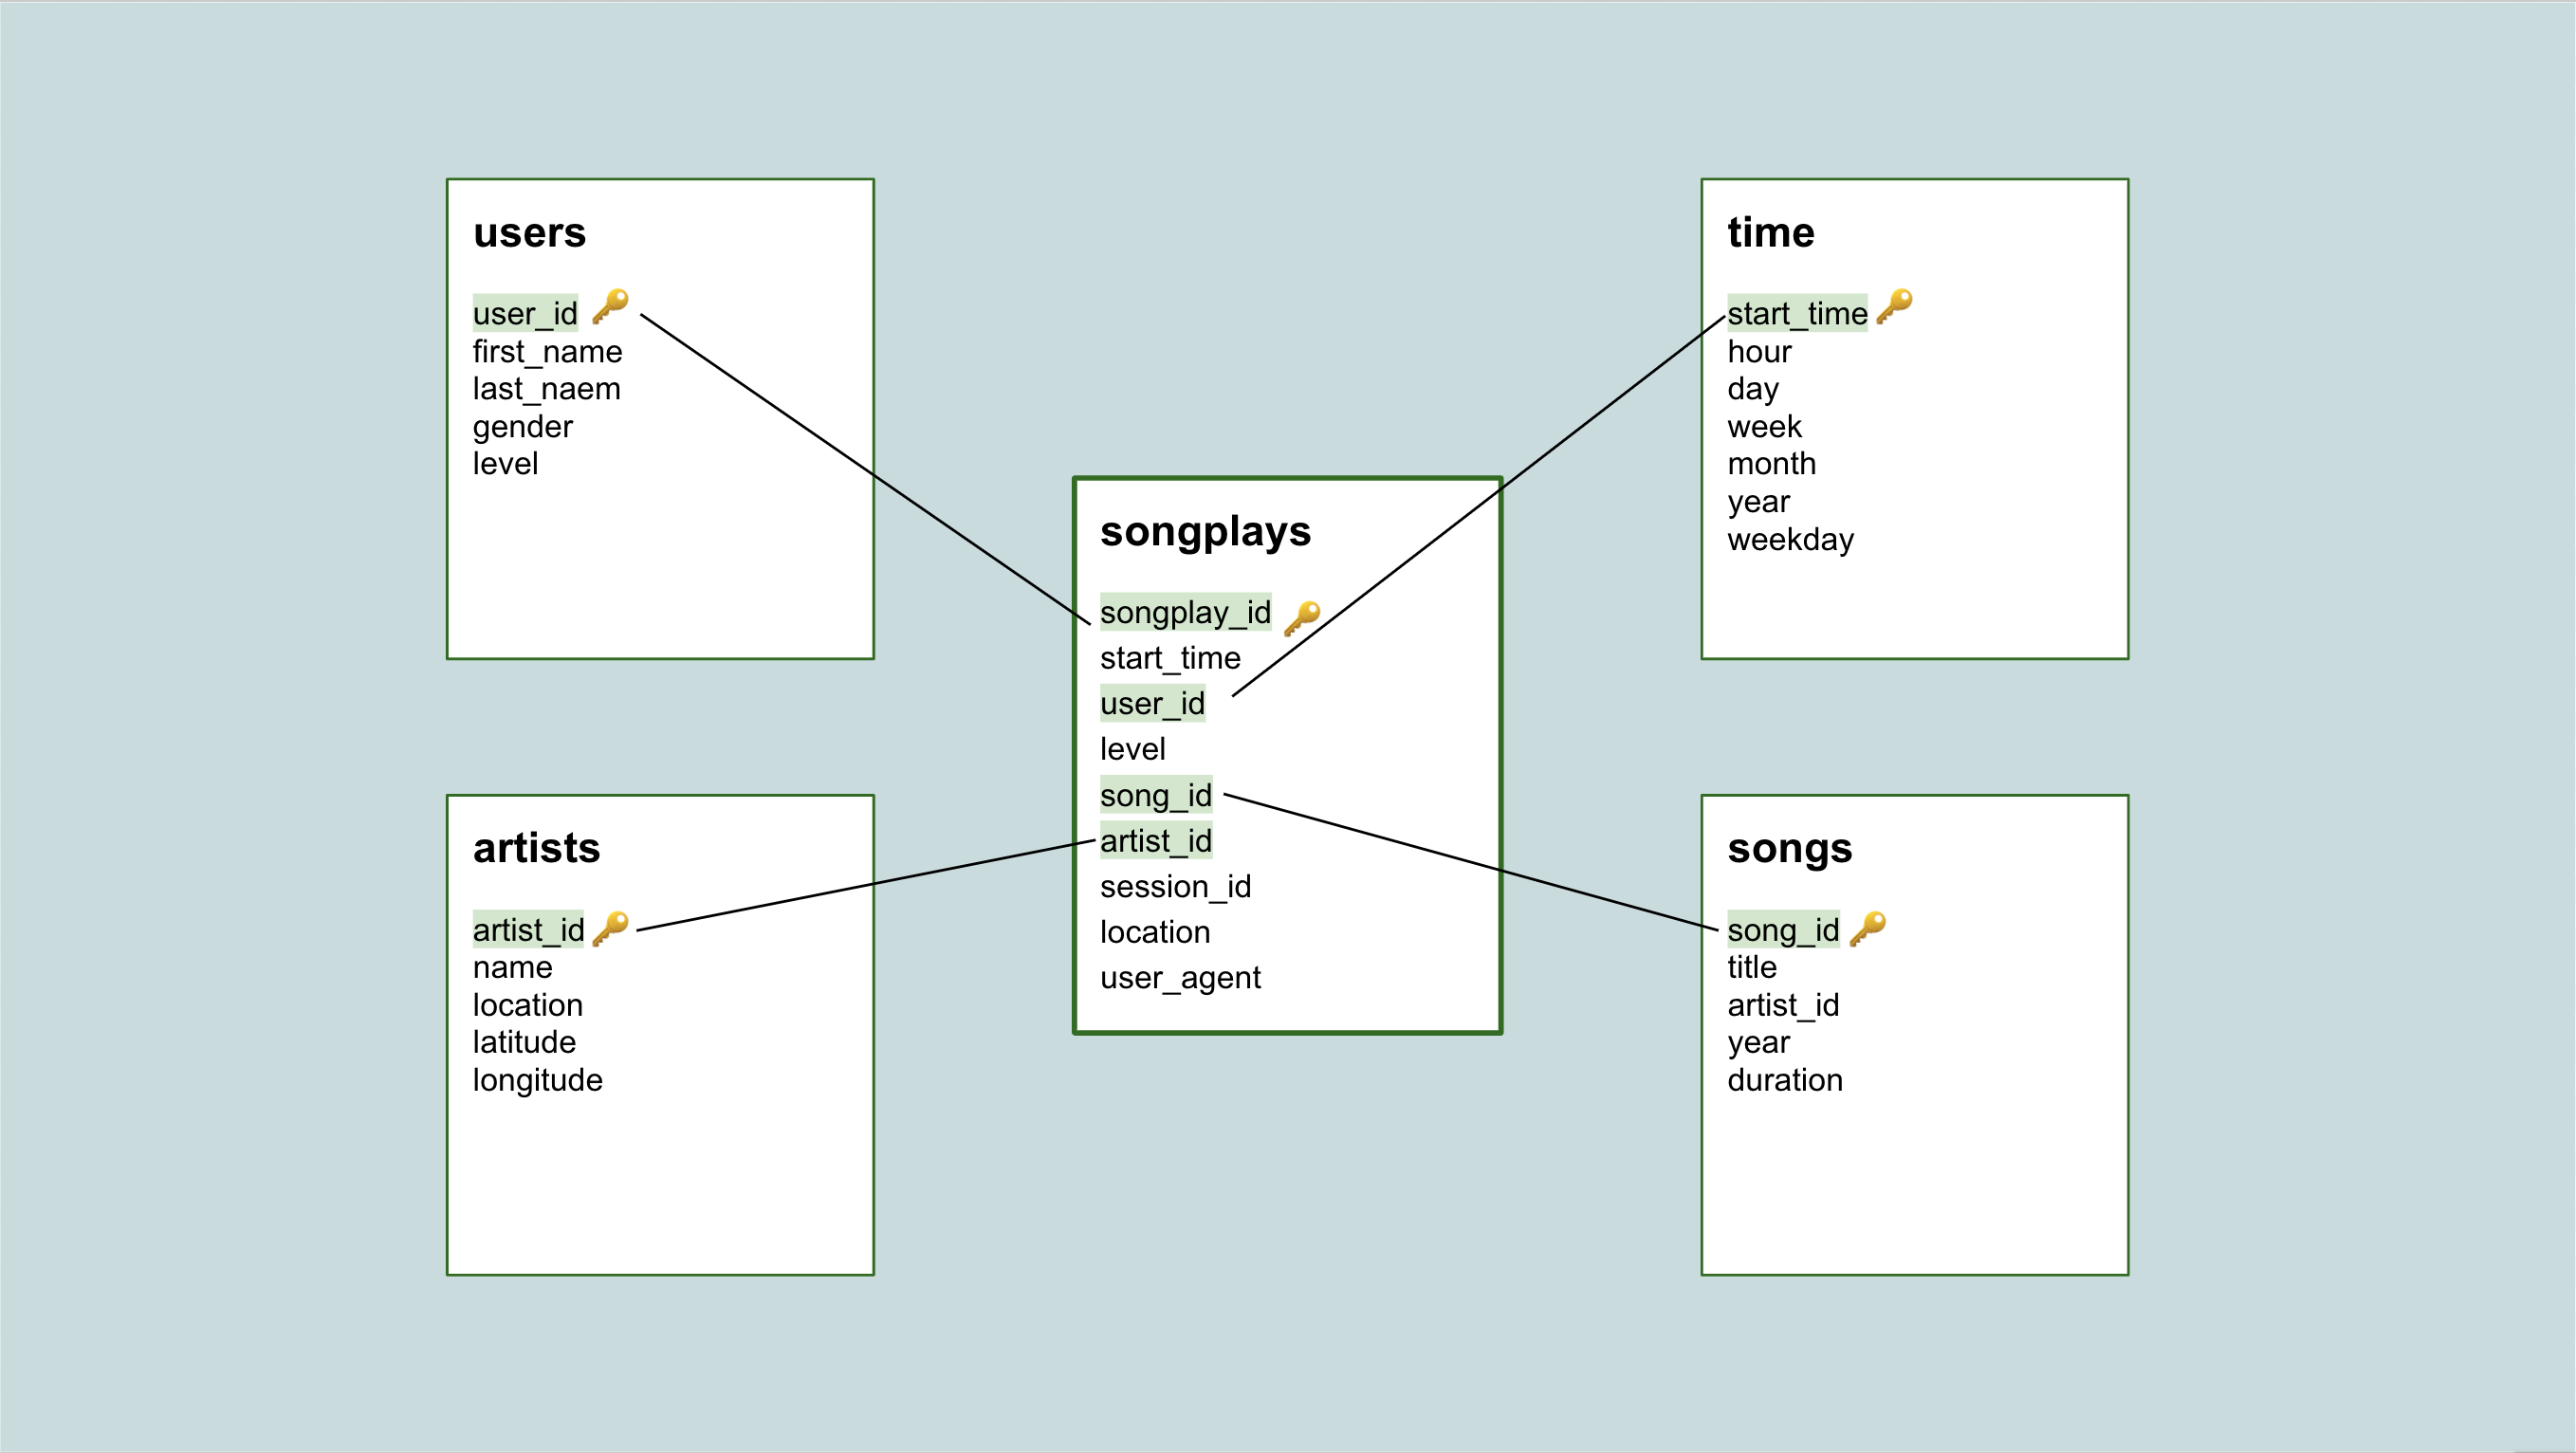 users
user_id
first_name
last_naem
gender
level
time
start_time
hour
day
week
month
year
weekday
songplays
songplay_id
start_time
user_id
level
song_id
artist_id
session_id
location
user_agent
artists
artist_id
name
location
latitude
longitude
songs
song_id
title
artist_id
year
duration